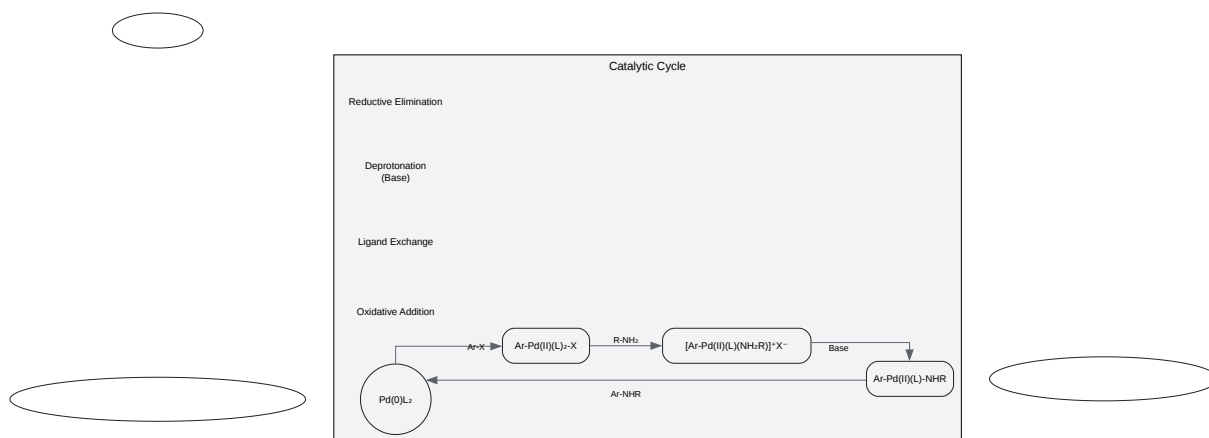 Catalytic Cycle
Reductive Elimination
Deprotonation
(Base)
Ligand Exchange
Oxidative Addition
Ar-X
Ar-Pd(II)(L)₂-X
R-NH₂
[Ar-Pd(II)(L)(NH₂R)]⁺X⁻
Base
Ar-Pd(II)(L)-NHR
Ar-NHR
Pd(0)L₂